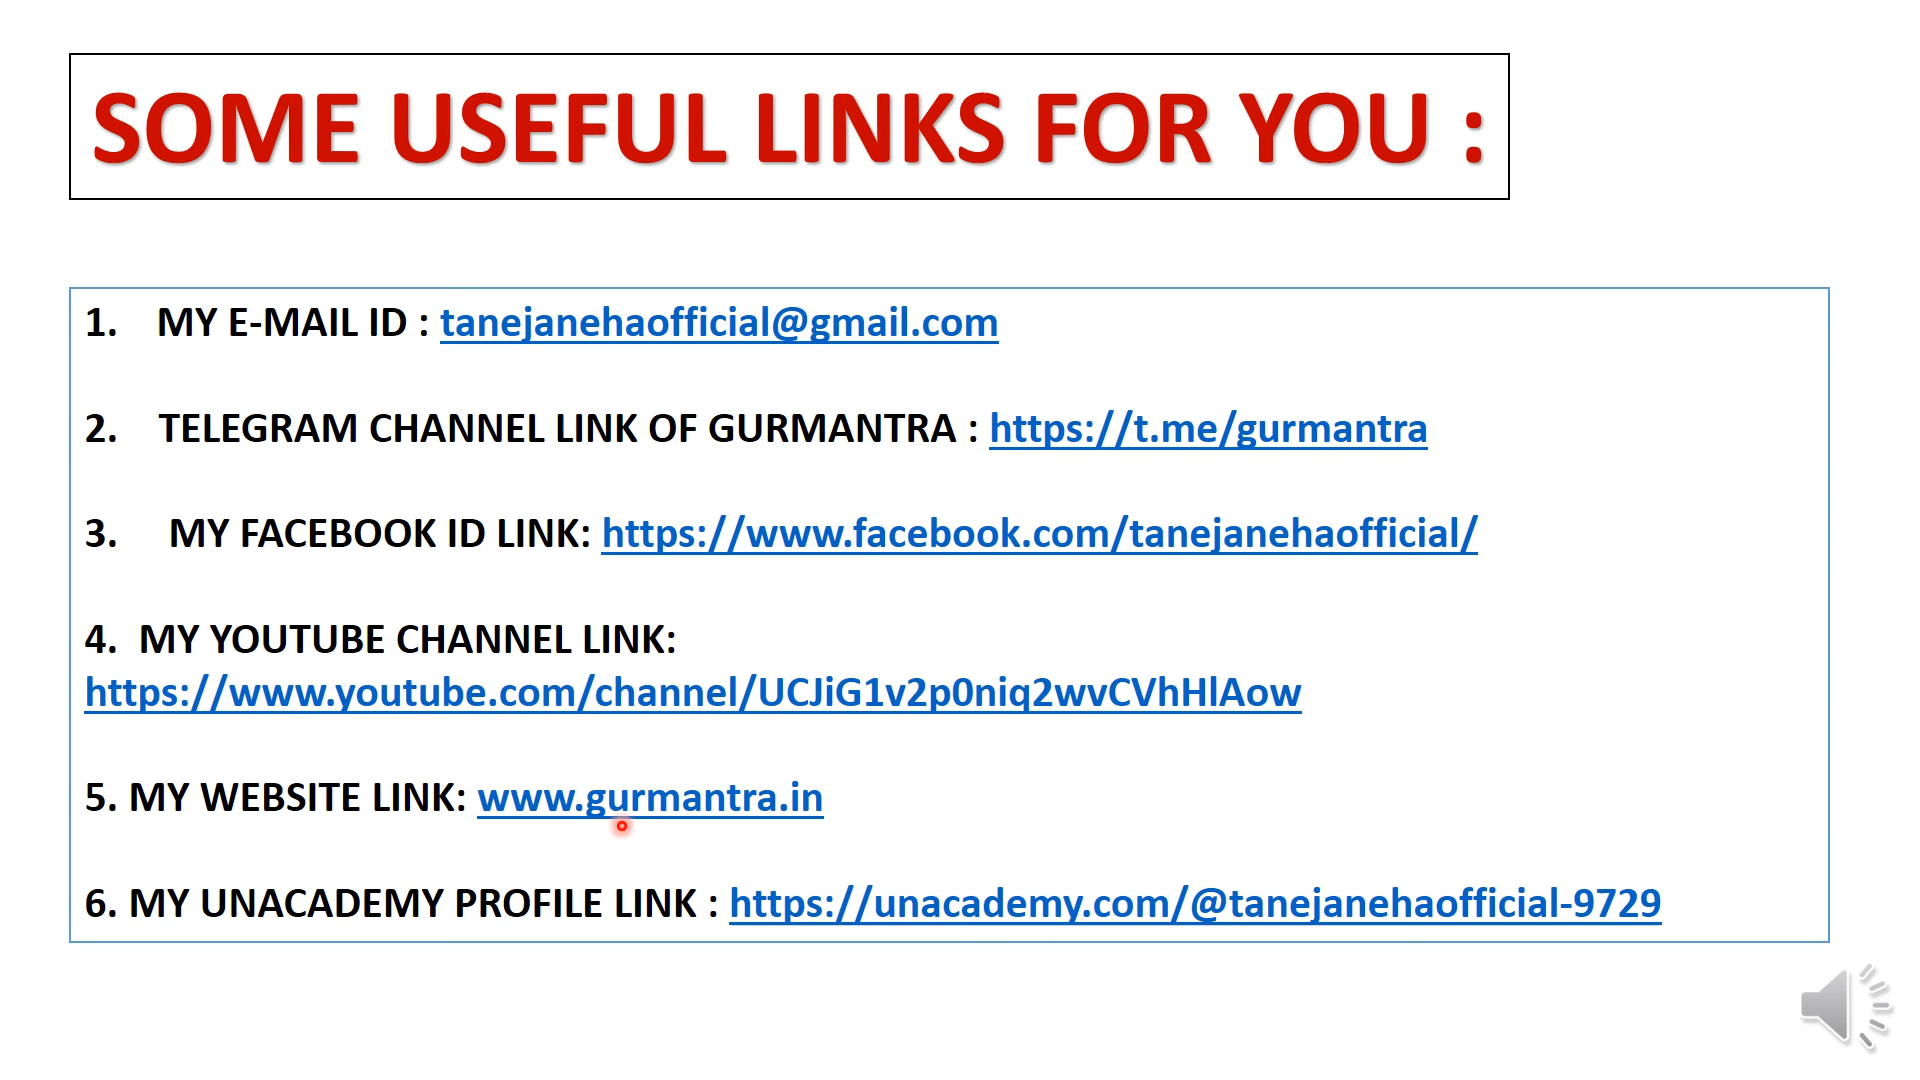 SOME USEFUL LINKS FOR YOU :
1. MY E-MAIL ID : tanejanehaofficial@gmail.com
2. TELEGRAM CHANNEL LINK OF GURMANTRA : https://t.me/gurmantra
3. MY FACEBOOK ID LINK: https://www.facebook.com/tanejanehaofficial/
4. MY YOUTUBE CHANNEL LINK:
https://www.youtube.com/channel/UCJiG1v2p0niq2wvCVhHlAow
5. MY WEBSITE LINK: www.gurmantra.in
6. MY UNACADEMY PROFILE LINK : https://unacademy.com/@tanejanehaofficial-9729